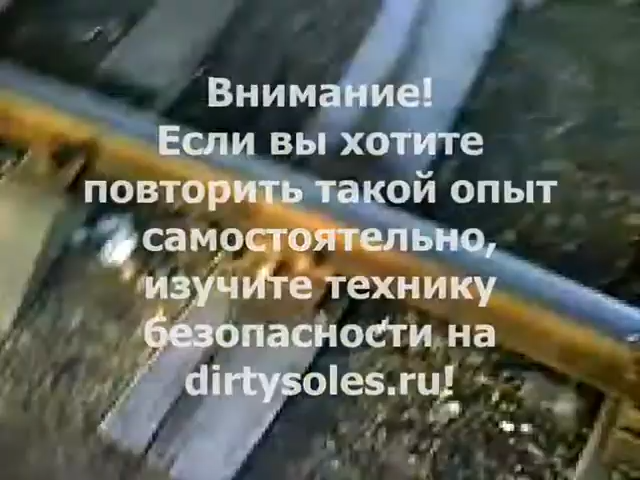 Внимание!
Если вы хотите
повторить такой опыт
самостоятельно,
изучите технику
безопасности на
dirtysoles.ru!